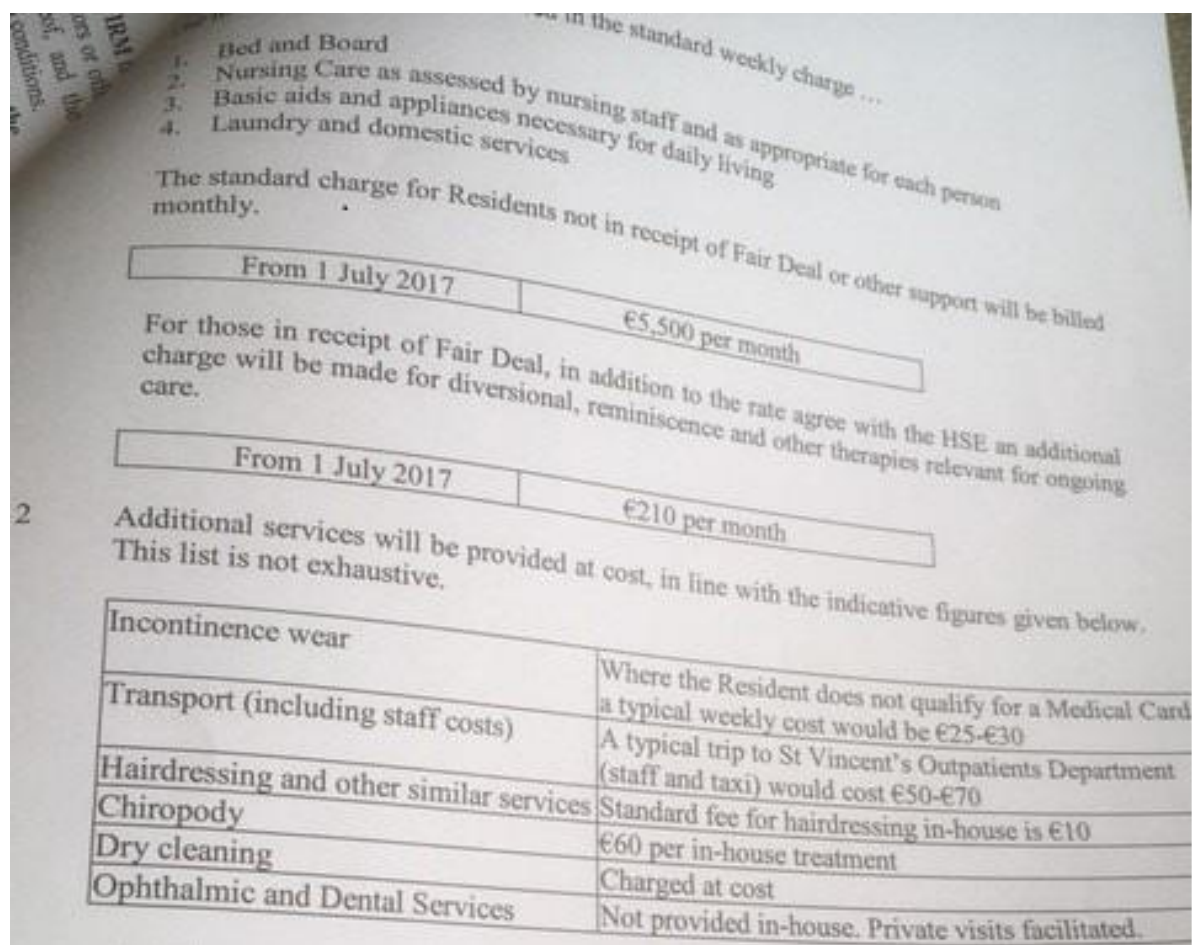 in the standard weekly charge ...
IRM
ors or
of, and the
conditions.
the
1. Bed and Board
2. Nursing Care as assessed by nursing staff and as appropriate for each person
3. Basic aids and appliances necessary for daily living
4. Laundry and domestic services
The standard charge for Residents not in receipt of Fair Deal or other support will be billed
monthly.
From 1 July 2017 €5,500 per month
For those in receipt of Fair Deal, in addition to the rate agree with the HSE an additional
charge will be made for diversional, reminiscence and other therapies relevant for ongoing
care.
From 1 July 2017 €210 per month
2 Additional services will be provided at cost, in line with the indicative figures given below.
This list is not exhaustive.
Incontinence wear
Where the Resident does not qualify for a Medical Card
a typical weekly cost would be €25-€30
Transport (including staff costs)
A typical trip to St Vincent's Outpatients Department
(staff and taxi) would cost €50-€70
Hairdressing and other similar services Standard fee for hairdressing in-house is €10
Chiropody €60 per in-house treatment
Dry cleaning Charged at cost
Ophthalmic and Dental Services Not provided in-house. Private visits facilitated.